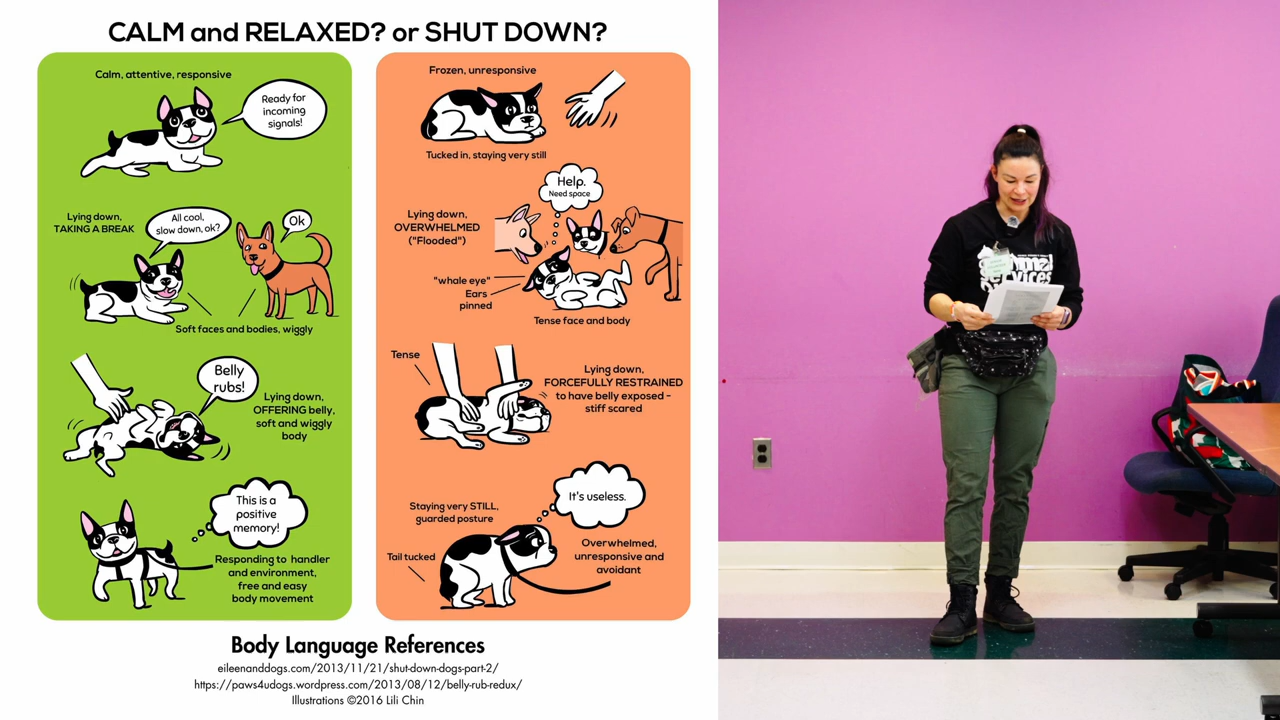 CALM and RELAXED? or SHUT DOWN?
Calm, attentive, responsive
Ready for
incoming
signals!
Lying down,
TAKING A BREAK
All cool,
slow down, ok?
Ok
Soft faces and bodies, wiggly
Belly
rubs!
Lying down,
OFFERING belly,
soft and wiggly
body
This is a
positive
memory!
Responding to handler
and environment,
free and easy
body movement
Frozen, unresponsive
Tucked in, staying very still
Help.
Need space
Lying down,
OVERWHELMED
("Flooded")
"whale eye"
Ears
pinned
Tense face and body
Tense
Lying down,
FORCEFULLY RESTRAINED
to have belly exposed -
stiff scared
Staying very STILL,
guarded posture
It's useless.
Tail tucked
Overwhelmed,
unresponsive and
avoidant
Body Language References
eileenanddogs.com/2013/11/21/shut-down-dogs-part-2/
https://paws4udogs.wordpress.com/2013/08/12/belly-rub-redux/
Illustrations ©2016 Lili Chin
Services